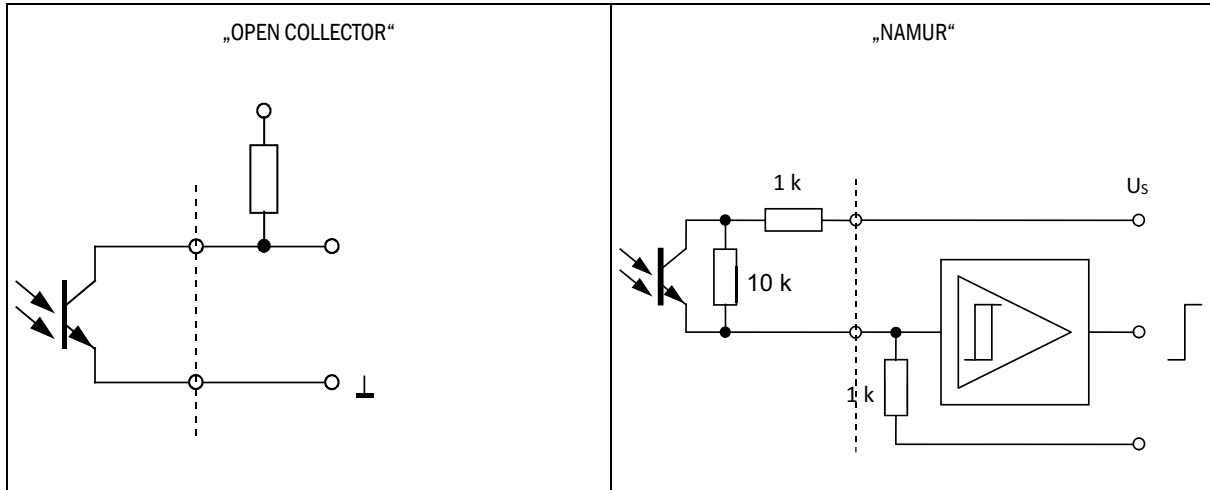 „OPEN COLLECTOR“
„NAMUR“
1 k
US
10 k
1 k